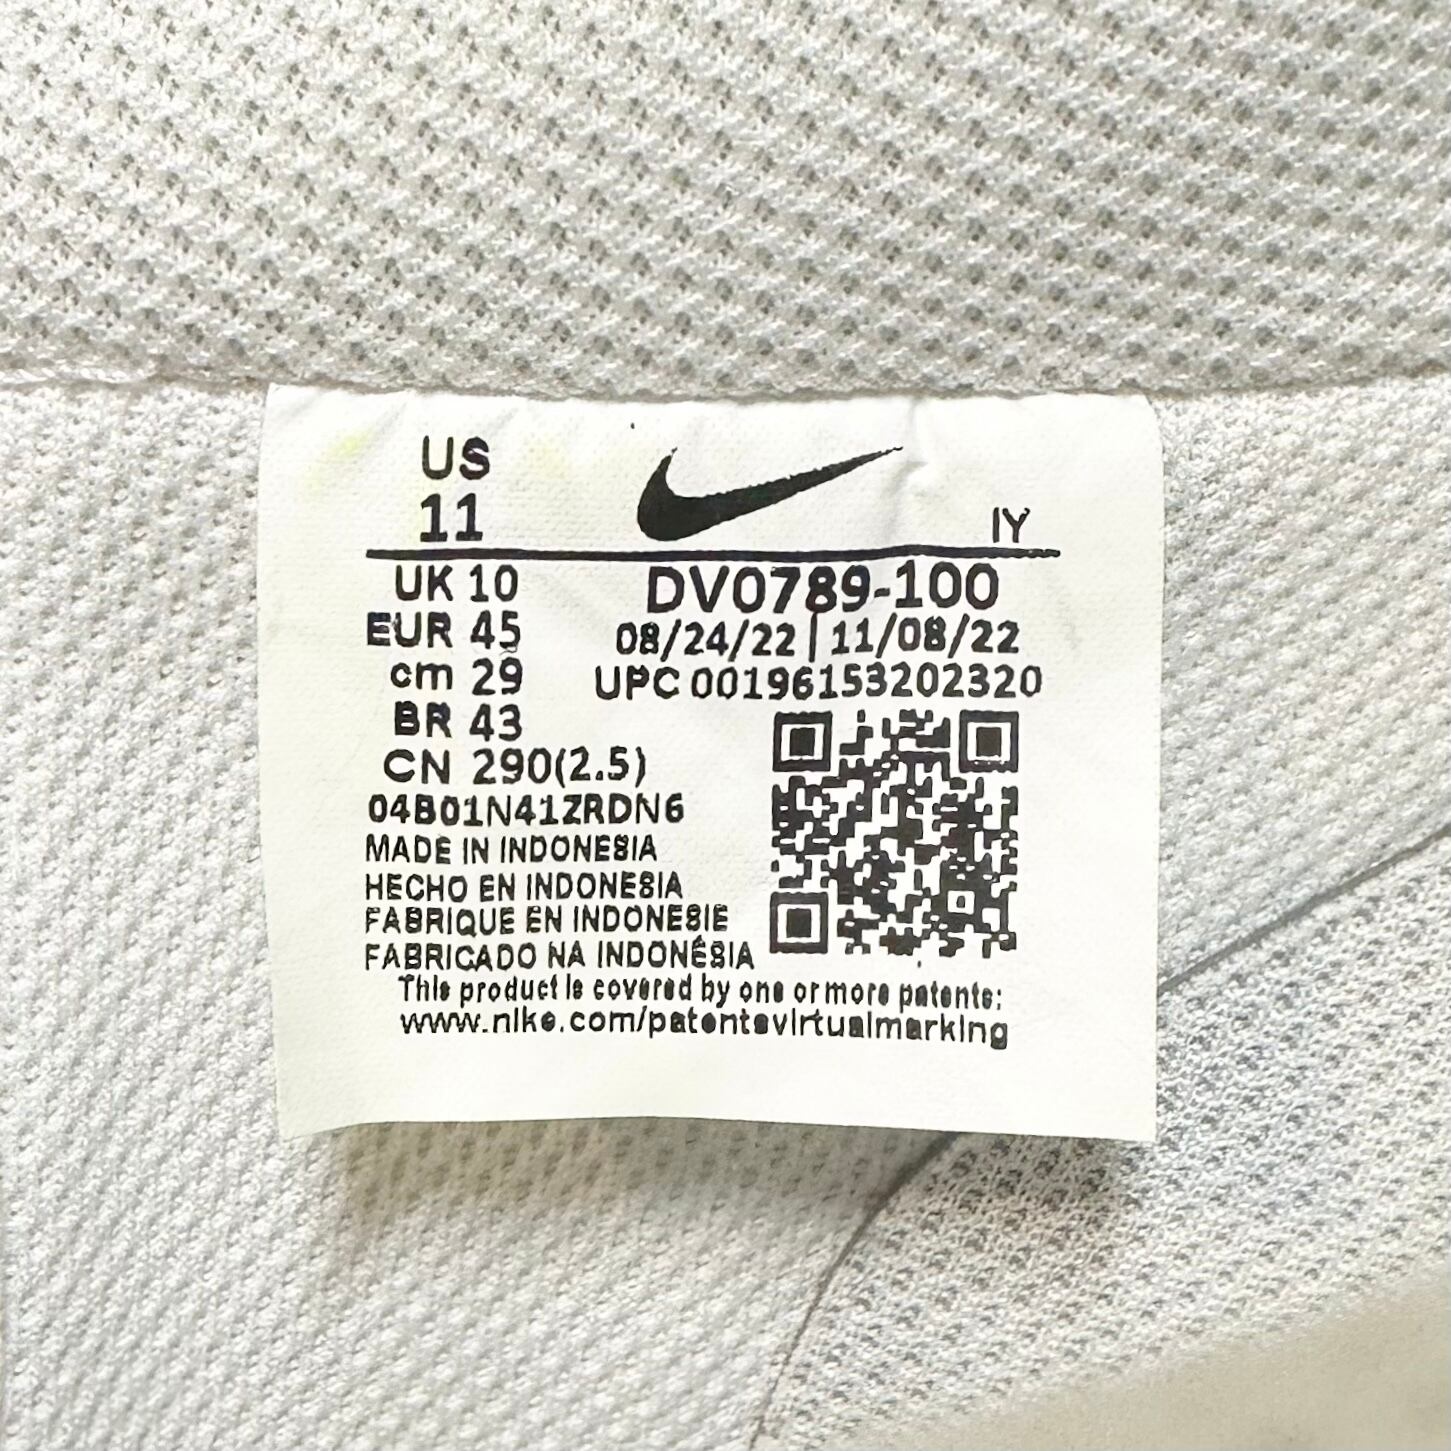 US
11
IY
UK 10
DV0789-100
EUR 45
08/24/22 | 11/08/22
cm 29
UPC 00196153202320
BR 43
CN 290(2.5)
04B01N41ZRDN6
MADE IN INDONESIA
HECHO EN INDONESIA
FABRIQUE EN INDONESIE
FABRICADO NA INDONÉSIA
This product is covered by one or more patents:
www.nike.com/patentsvirtualmarking